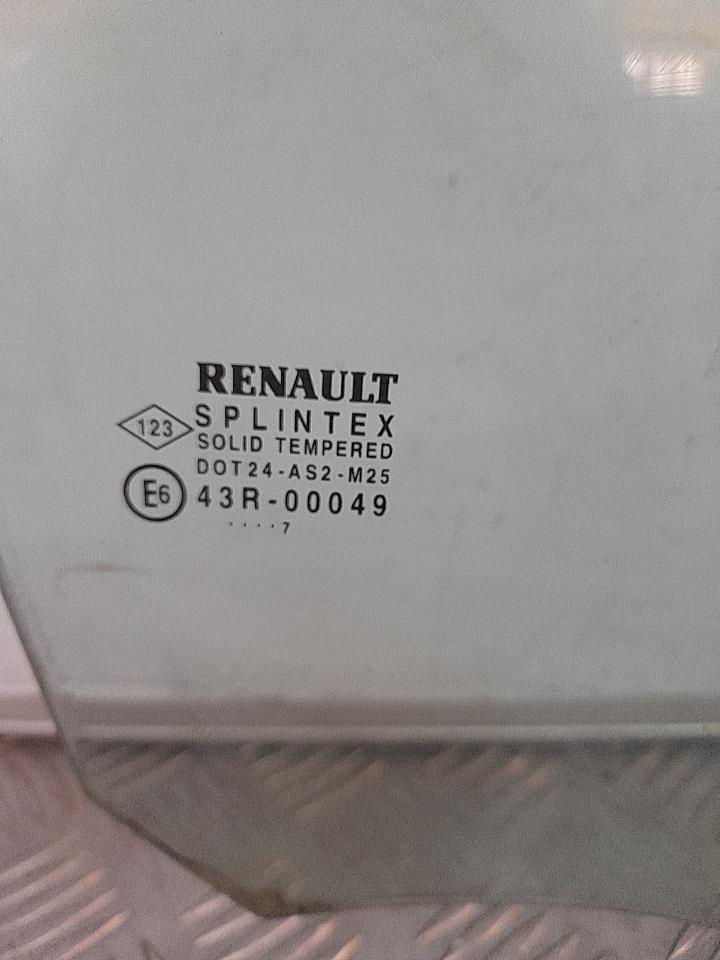 RENAULT
123 SPLINTEX
SOLID TEMPERED
DOT24-AS2-M25
E6 43R-00049
....7